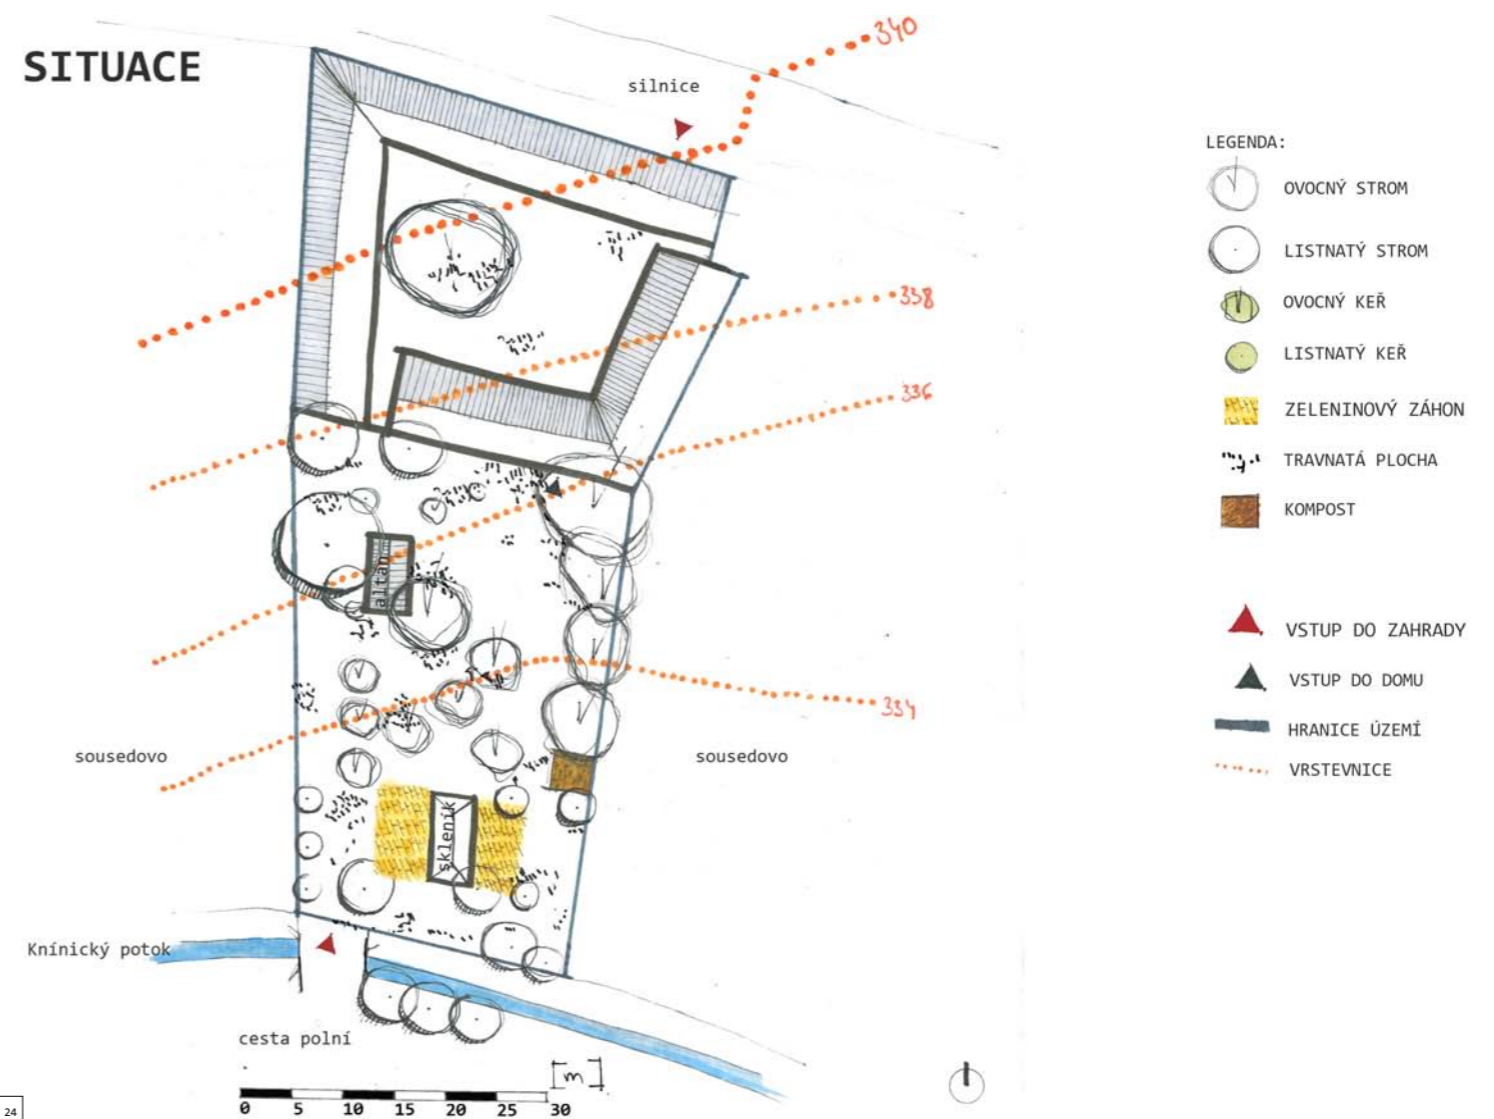 SITUACE
340
silnice
338
336
altán
334
sousedovo
sousedovo
skleník
Knínický potok
cesta polní
[m]
0 5 10 15 20 25 30
24
LEGENDA:
OVOCNÝ STROM
LISTNATÝ STROM
OVOCNÝ KEŘ
LISTNATÝ KEŘ
ZELENINOVÝ ZÁHON
TRAVNATÁ PLOCHA
KOMPOST
VSTUP DO ZAHRADY
VSTUP DO DOMU
HRANICE ÚZEMÍ
VRSTEVNICE